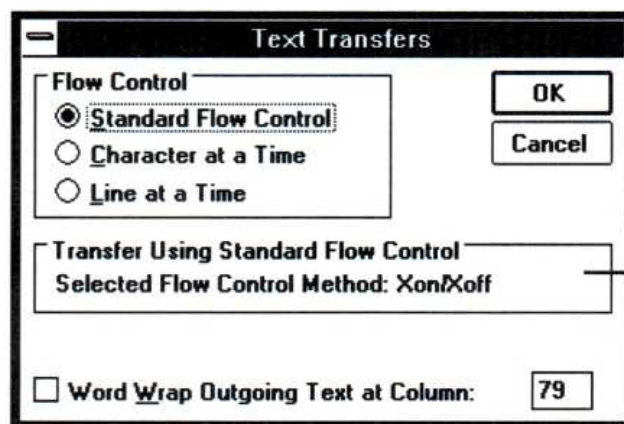 Text Transfers
Flow Control
Standard Flow Control
Character at a Time
Line at a Time
OK
Cancel
Transfer Using Standard Flow Control
Selected Flow Control Method: Xon/Xoff
Word Wrap Outgoing Text at Column: 79